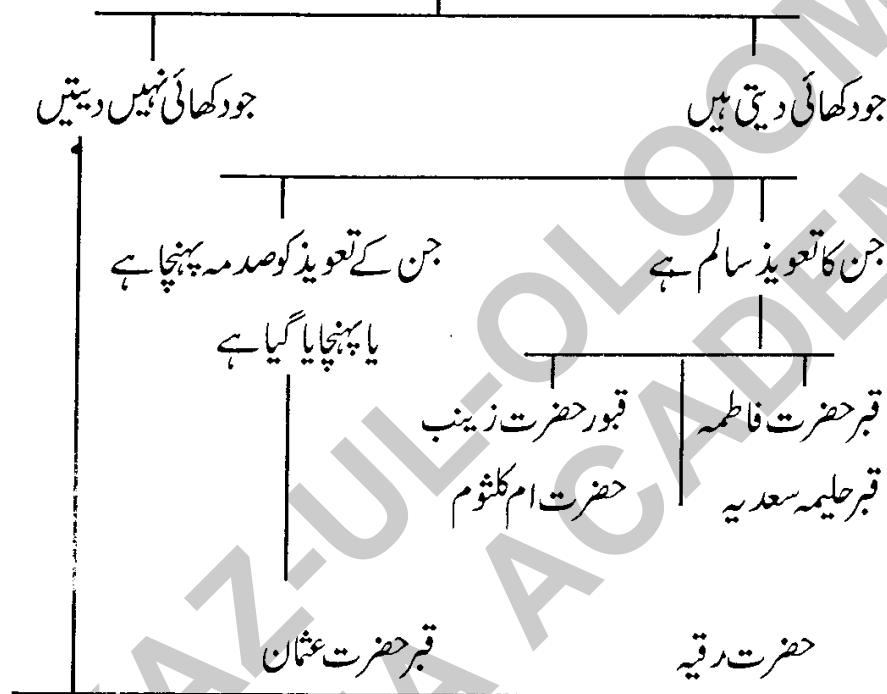 جو دکھائی دیتی ہیں جو دکھائی نہیں دیتیں
جن کا تعویذ سالم ہے جن کے تعویذ کو صدمہ پہنچا ہے
یا پہنچایا گیا ہے
قبر حضرت فاطمہ قبور حضرت زینب
قبر حلیمہ سعدیہ حضرت ام کلثوم
حضرت رقیہ قبر حضرت عثمان